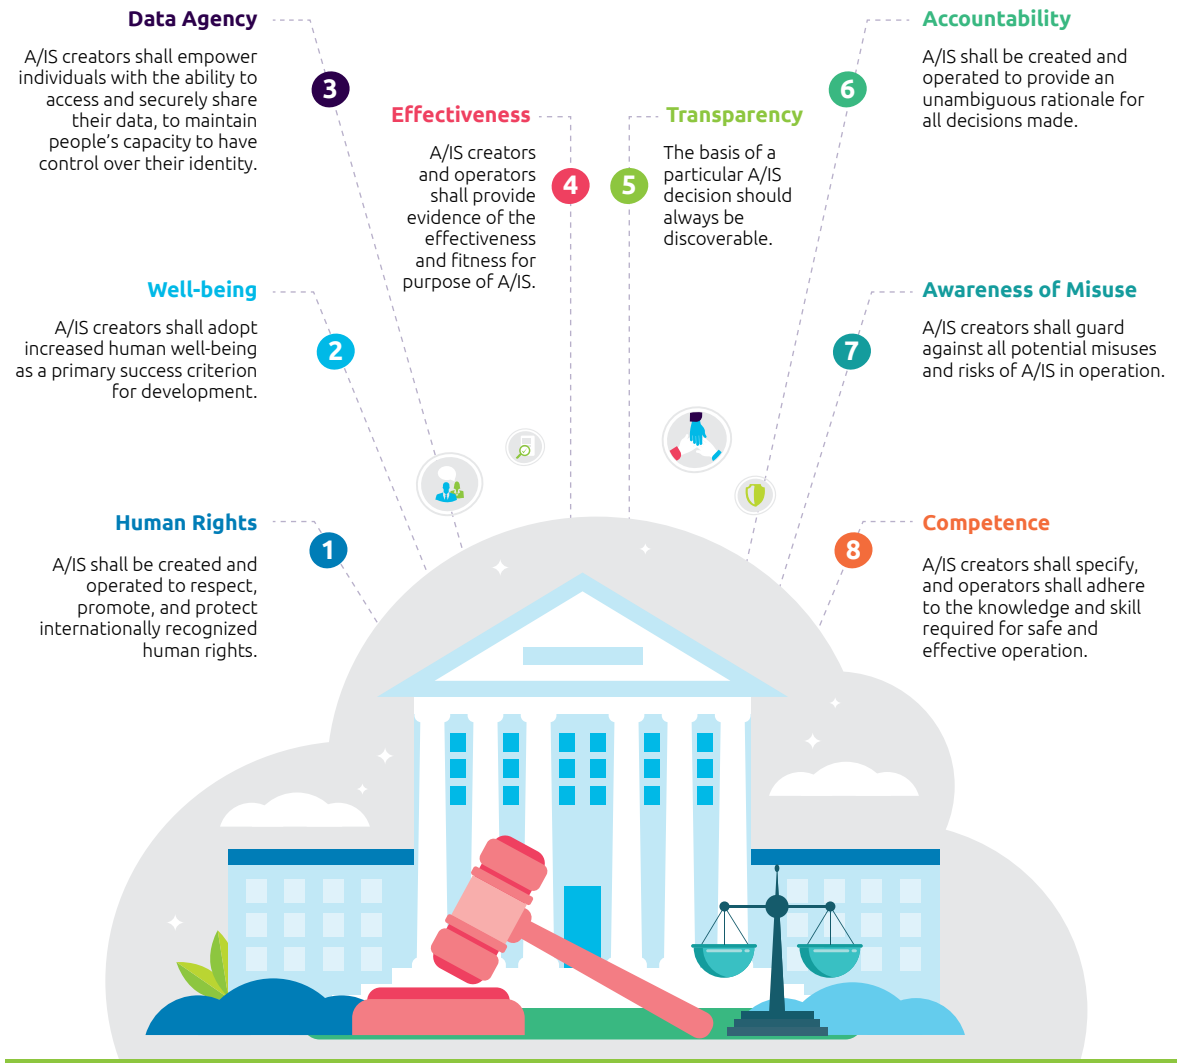 Data Agency
A/IS creators shall empower
individuals with the ability to
access and securely share
their data, to maintain
people's capacity to have
control over their identity.
3
Accountability
A/IS shall be created and
operated to provide an
unambiguous rationale for
all decisions made.
6
Effectiveness
A/IS creators
and operators
shall provide
evidence of the
effectiveness
and fitness for
purpose of A/IS.
4
Transparency
The basis of a
particular A/IS
decision should
always be
discoverable.
5
Well-being
A/IS creators shall adopt
increased human well-being
as a primary success criterion
for development.
2
Awareness of Misuse
A/IS creators shall guard
against all potential misuses
and risks of A/IS in operation.
7
Human Rights
A/IS shall be created and
operated to respect,
promote, and protect
internationally recognized
human rights.
1
Competence
A/IS creators shall specify,
and operators shall adhere
to the knowledge and skill
required for safe and
effective operation.
8